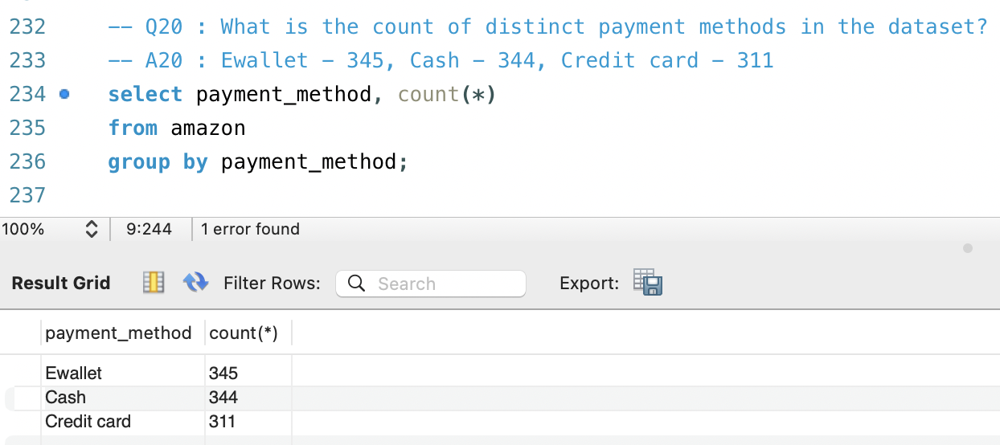 232 -- Q20 : What is the count of distinct payment methods in the dataset?
233 -- A20 : Ewallet - 345, Cash - 344, Credit card - 311
234 select payment_method, count(*)
235 from amazon
236 group by payment_method;
237
100% 9:244 1 error found
Result Grid Filter Rows: Search Export:
payment_method count(*)
Ewallet 345
Cash 344
Credit card 311